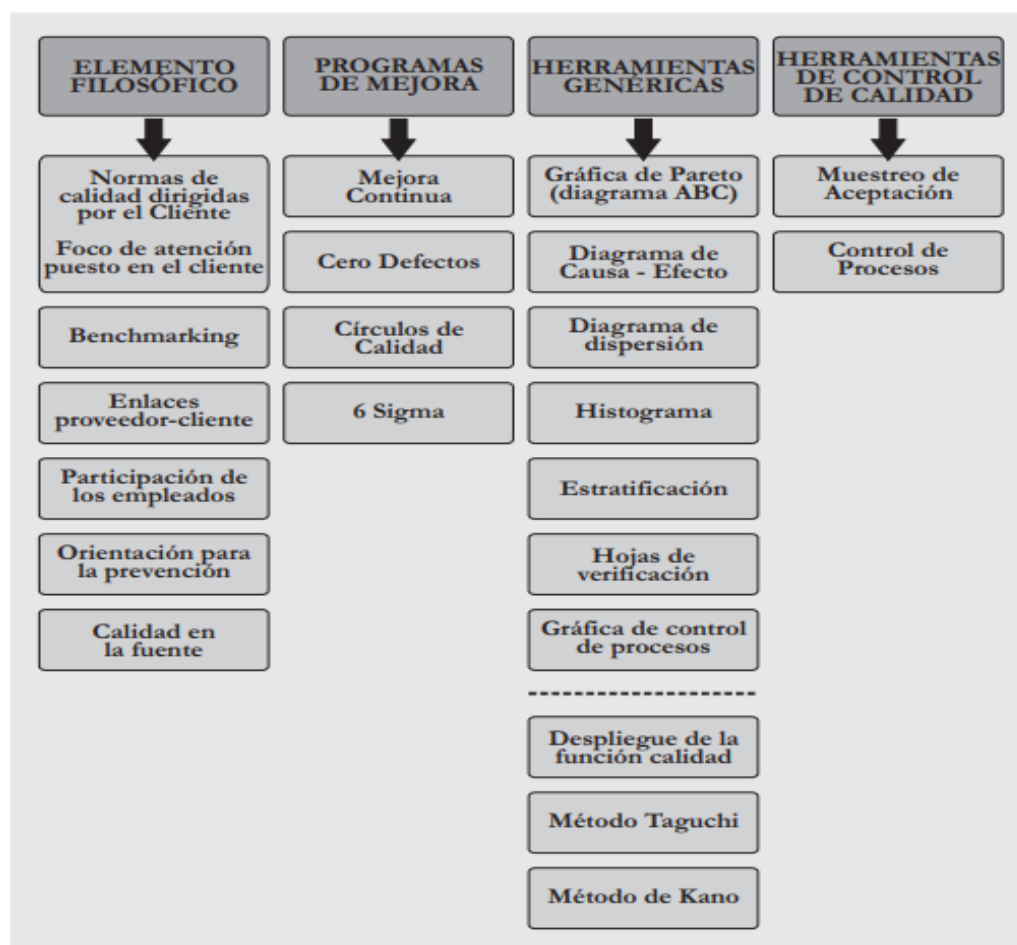 ELEMENTO
FILOSÓFICO
Normas de
calidad dirigidas
por el Cliente
Foco de atención
puesto en el cliente
Benchmarking
Enlaces
proveedor-cliente
Participación de
los empleados
Orientación para
la prevención
Calidad en
la fuente
PROGRAMAS
DE MEJORA
Mejora
Continua
Cero Defectos
Círculos de
Calidad
6 Sigma
HERRAMIENTAS
GENÉRICAS
Gráfica de Pareto
(diagrama ABC)
Diagrama de
Causa - Efecto
Diagrama de
dispersión
Histograma
Estratificación
Hojas de
verificación
Gráfica de control
de procesos
Despliegue de la
función calidad
Método Taguchi
Método de Kano
HERRAMIENTAS
DE CONTROL
DE CALIDAD
Muestreo de
Aceptación
Control de
Procesos